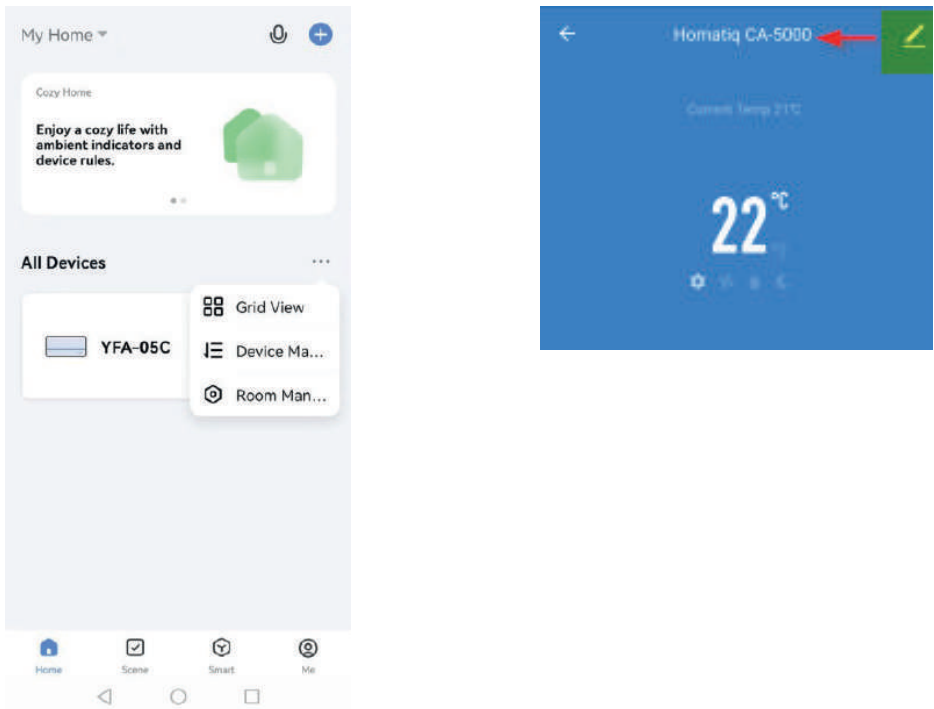 My Home
Cozy Home
Enjoy a cozy life with
ambient indicators and
device rules.
All Devices
Grid View
YFA-05C
Device Ma...
Room Man...
Home
Scene
Smart
Me
Homatiq CA-5000
Current Temp 21°C
22°C